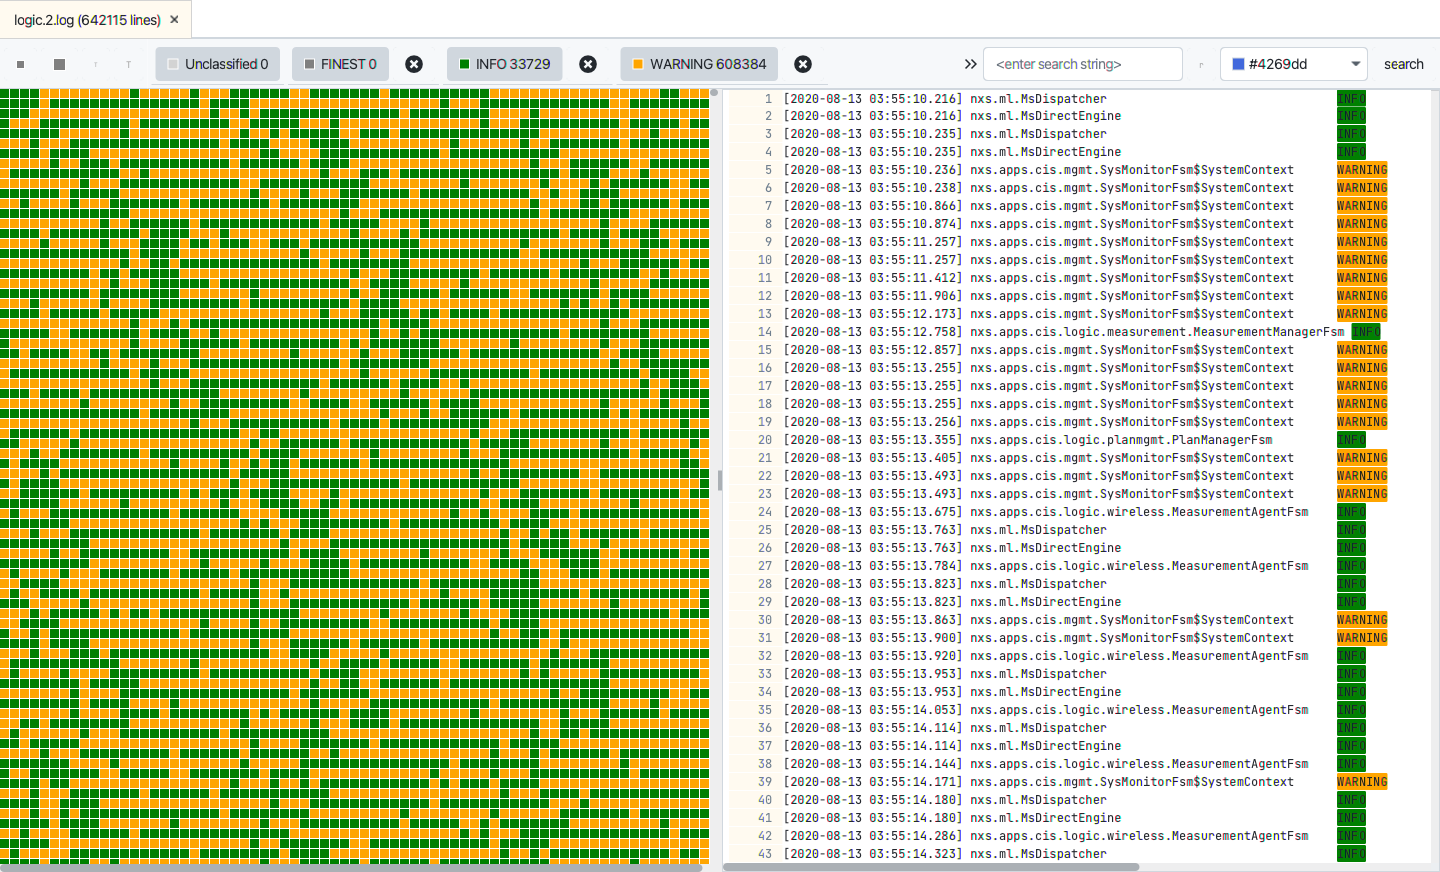 logic.2.log (642115 lines) ×
Unclassified 0 FINEST 0 INFO 33729 WARNING 608384 >> <enter search string> #4269dd search
1 [2020-08-13 03:55:10.216] nxs.ml.MsDispatcher INFO
2 [2020-08-13 03:55:10.216] nxs.ml.MsDirectEngine INFO
3 [2020-08-13 03:55:10.235] nxs.ml.MsDispatcher INFO
4 [2020-08-13 03:55:10.235] nxs.ml.MsDirectEngine INFO
5 [2020-08-13 03:55:10.236] nxs.apps.cis.mgmt.SysMonitorFsm$SystemContext WARNING
6 [2020-08-13 03:55:10.238] nxs.apps.cis.mgmt.SysMonitorFsm$SystemContext WARNING
7 [2020-08-13 03:55:10.866] nxs.apps.cis.mgmt.SysMonitorFsm$SystemContext WARNING
8 [2020-08-13 03:55:10.874] nxs.apps.cis.mgmt.SysMonitorFsm$SystemContext WARNING
9 [2020-08-13 03:55:11.257] nxs.apps.cis.mgmt.SysMonitorFsm$SystemContext WARNING
10 [2020-08-13 03:55:11.257] nxs.apps.cis.mgmt.SysMonitorFsm$SystemContext WARNING
11 [2020-08-13 03:55:11.412] nxs.apps.cis.mgmt.SysMonitorFsm$SystemContext WARNING
12 [2020-08-13 03:55:11.906] nxs.apps.cis.mgmt.SysMonitorFsm$SystemContext WARNING
13 [2020-08-13 03:55:12.173] nxs.apps.cis.mgmt.SysMonitorFsm$SystemContext WARNING
14 [2020-08-13 03:55:12.758] nxs.apps.cis.logic.measurement.MeasurementManagerFsm INFO
15 [2020-08-13 03:55:12.857] nxs.apps.cis.mgmt.SysMonitorFsm$SystemContext WARNING
16 [2020-08-13 03:55:13.255] nxs.apps.cis.mgmt.SysMonitorFsm$SystemContext WARNING
17 [2020-08-13 03:55:13.255] nxs.apps.cis.mgmt.SysMonitorFsm$SystemContext WARNING
18 [2020-08-13 03:55:13.255] nxs.apps.cis.mgmt.SysMonitorFsm$SystemContext WARNING
19 [2020-08-13 03:55:13.256] nxs.apps.cis.mgmt.SysMonitorFsm$SystemContext WARNING
20 [2020-08-13 03:55:13.355] nxs.apps.cis.logic.planmgmt.PlanManagerFsm INFO
21 [2020-08-13 03:55:13.405] nxs.apps.cis.mgmt.SysMonitorFsm$SystemContext WARNING
22 [2020-08-13 03:55:13.493] nxs.apps.cis.mgmt.SysMonitorFsm$SystemContext WARNING
23 [2020-08-13 03:55:13.493] nxs.apps.cis.mgmt.SysMonitorFsm$SystemContext WARNING
24 [2020-08-13 03:55:13.675] nxs.apps.cis.logic.wireless.MeasurementAgentFsm INFO
25 [2020-08-13 03:55:13.763] nxs.ml.MsDispatcher INFO
26 [2020-08-13 03:55:13.763] nxs.ml.MsDirectEngine INFO
27 [2020-08-13 03:55:13.784] nxs.apps.cis.logic.wireless.MeasurementAgentFsm INFO
28 [2020-08-13 03:55:13.823] nxs.ml.MsDispatcher INFO
29 [2020-08-13 03:55:13.823] nxs.ml.MsDirectEngine INFO
30 [2020-08-13 03:55:13.863] nxs.apps.cis.mgmt.SysMonitorFsm$SystemContext WARNING
31 [2020-08-13 03:55:13.900] nxs.apps.cis.mgmt.SysMonitorFsm$SystemContext WARNING
32 [2020-08-13 03:55:13.920] nxs.apps.cis.logic.wireless.MeasurementAgentFsm INFO
33 [2020-08-13 03:55:13.953] nxs.ml.MsDispatcher INFO
34 [2020-08-13 03:55:13.953] nxs.ml.MsDirectEngine INFO
35 [2020-08-13 03:55:14.053] nxs.apps.cis.logic.wireless.MeasurementAgentFsm INFO
36 [2020-08-13 03:55:14.114] nxs.ml.MsDispatcher INFO
37 [2020-08-13 03:55:14.114] nxs.ml.MsDirectEngine INFO
38 [2020-08-13 03:55:14.144] nxs.apps.cis.logic.wireless.MeasurementAgentFsm INFO
39 [2020-08-13 03:55:14.171] nxs.apps.cis.mgmt.SysMonitorFsm$SystemContext WARNING
40 [2020-08-13 03:55:14.180] nxs.ml.MsDispatcher INFO
41 [2020-08-13 03:55:14.180] nxs.ml.MsDirectEngine INFO
42 [2020-08-13 03:55:14.286] nxs.apps.cis.logic.wireless.MeasurementAgentFsm INFO
43 [2020-08-13 03:55:14.323] nxs.ml.MsDispatcher INFO